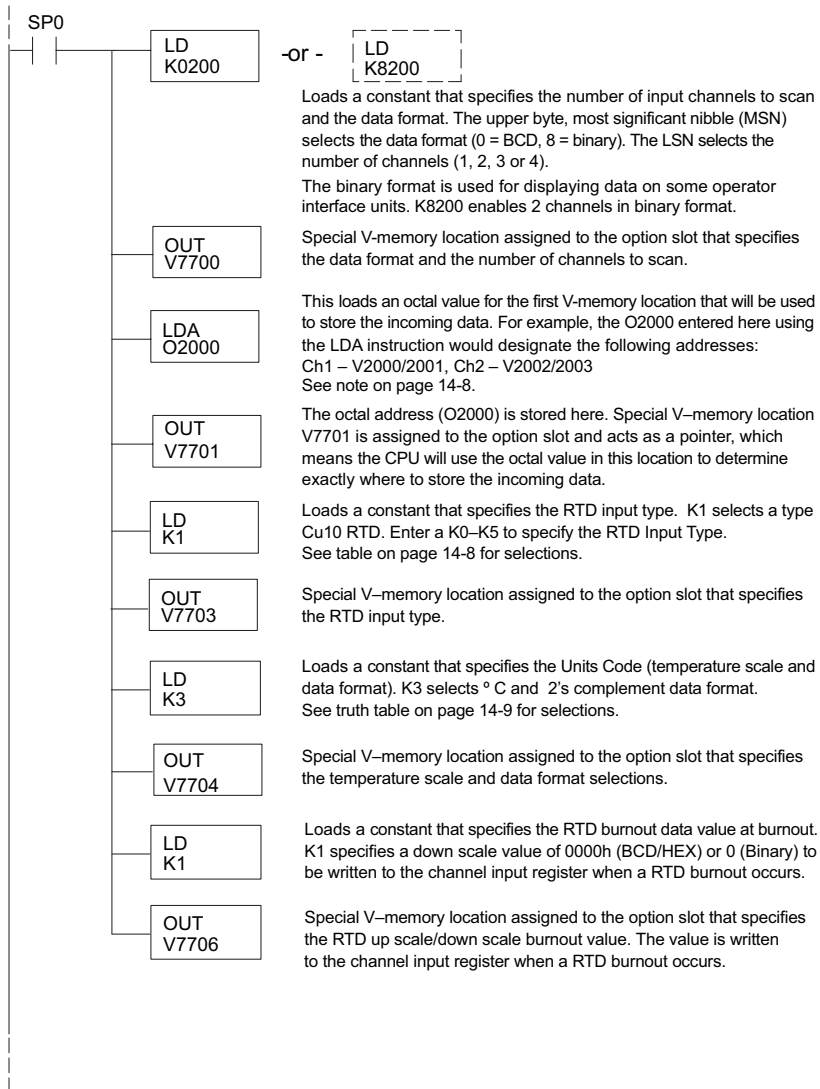 SP0
LD
K0200
-or -
LD
K8200
Loads a constant that specifies the number of input channels to scan
and the data format. The upper byte, most significant nibble (MSN)
selects the data format (0 = BCD, 8 = binary). The LSN selects the
number of channels (1, 2, 3 or 4).
The binary format is used for displaying data on some operator
interface units. K8200 enables 2 channels in binary format.
OUT
V7700
Special V-memory location assigned to the option slot that specifies
the data format and the number of channels to scan.
LDA
O2000
This loads an octal value for the first V-memory location that will be used
to store the incoming data. For example, the O2000 entered here using
the LDA instruction would designate the following addresses:
Ch1 – V2000/2001, Ch2 – V2002/2003
See note on page 14-8.
OUT
V7701
The octal address (O2000) is stored here. Special V–memory location
V7701 is assigned to the option slot and acts as a pointer, which
means the CPU will use the octal value in this location to determine
exactly where to store the incoming data.
LD
K1
Loads a constant that specifies the RTD input type. K1 selects a type
Cu10 RTD. Enter a K0–K5 to specify the RTD Input Type.
See table on page 14-8 for selections.
OUT
V7703
Special V–memory location assigned to the option slot that specifies
the RTD input type.
LD
K3
Loads a constant that specifies the Units Code (temperature scale and
data format). K3 selects º C and 2's complement data format.
See truth table on page 14-9 for selections.
OUT
V7704
Special V–memory location assigned to the option slot that specifies
the temperature scale and data format selections.
LD
K1
Loads a constant that specifies the RTD burnout data value at burnout.
K1 specifies a down scale value of 0000h (BCD/HEX) or 0 (Binary) to
be written to the channel input register when a RTD burnout occurs.
OUT
V7706
Special V–memory location assigned to the option slot that specifies
the RTD up scale/down scale burnout value. The value is written
to the channel input register when a RTD burnout occurs.